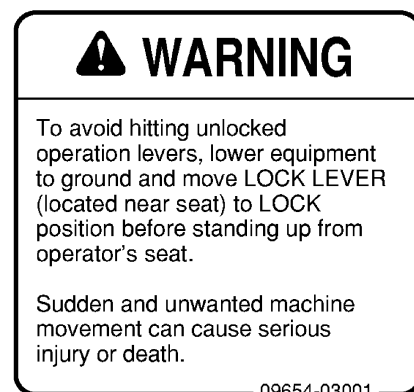 WARNING
To avoid hitting unlocked
operation levers, lower equipment
to ground and move LOCK LEVER
(located near seat) to LOCK
position before standing up from
operator's seat.
Sudden and unwanted machine
movement can cause serious
injury or death.
09654-03001